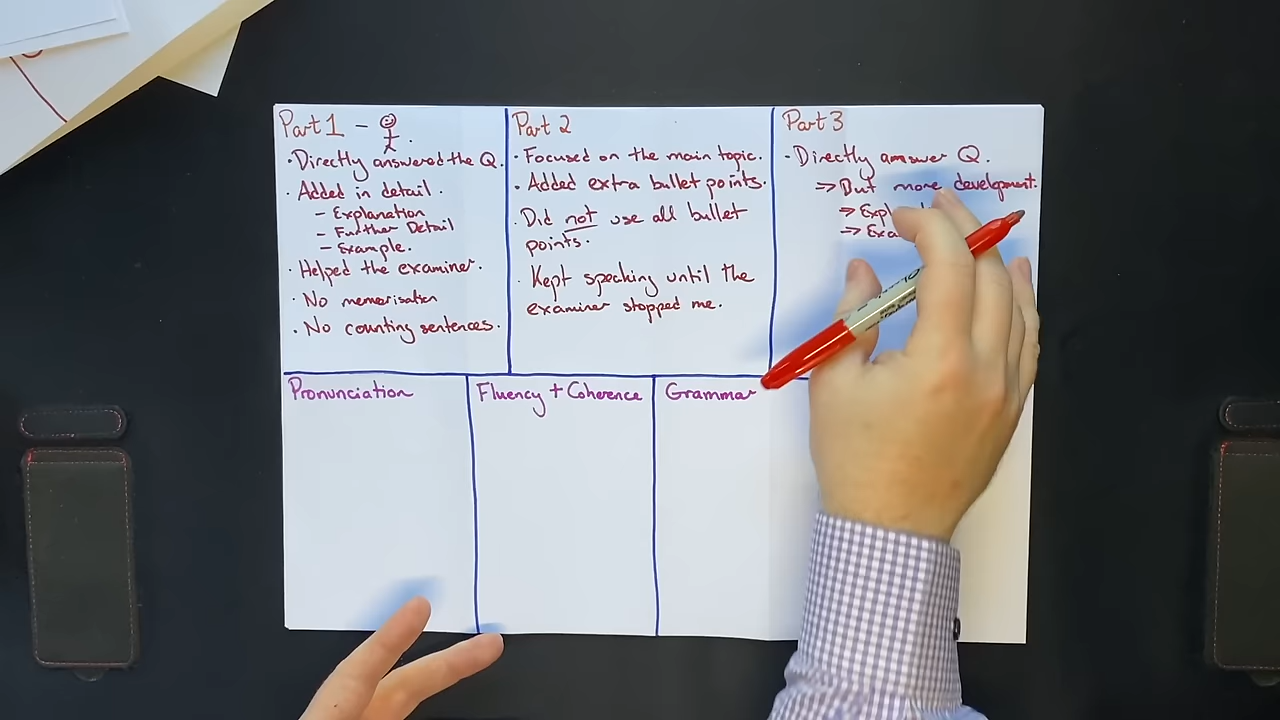 Part 1 -
• Directly answered the Q.
• Added in detail.
- Explanation
- Further Detail
- Example.
• Helped the examiner.
• No memorisation
• No counting sentences.
Part 2
• Focused on the main topic.
• Added extra bullet points.
• Did not use all bullet
points.
• Kept speaking until the
examiner stopped me.
Part 3
• Directly answer Q.
⇒ But more development.
Pronunciation
Fluency + Coherence
Grammar